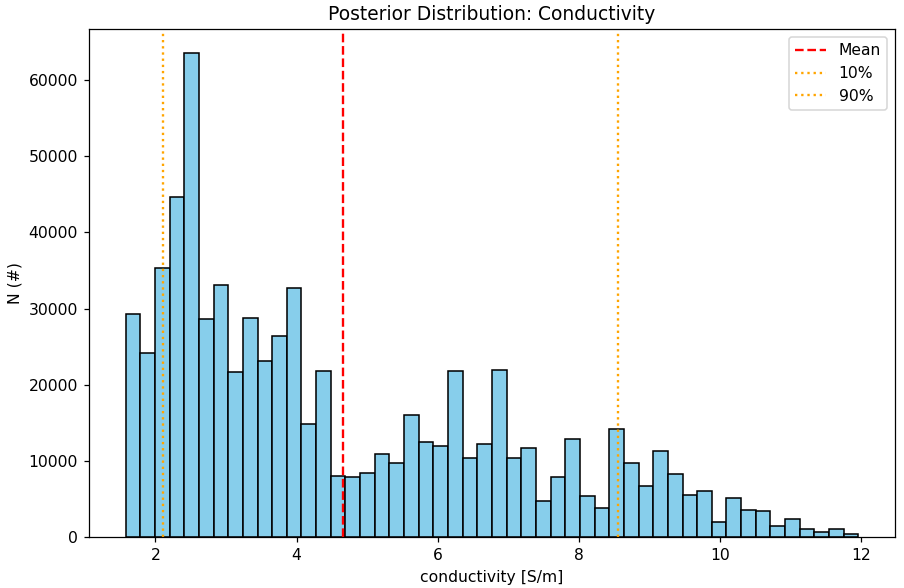 Posterior Distribution: Conductivity
Mean
10%
90%
N (#)
60000
50000
40000
30000
20000
10000
0
2 4 6 8 10 12
conductivity [S/m]